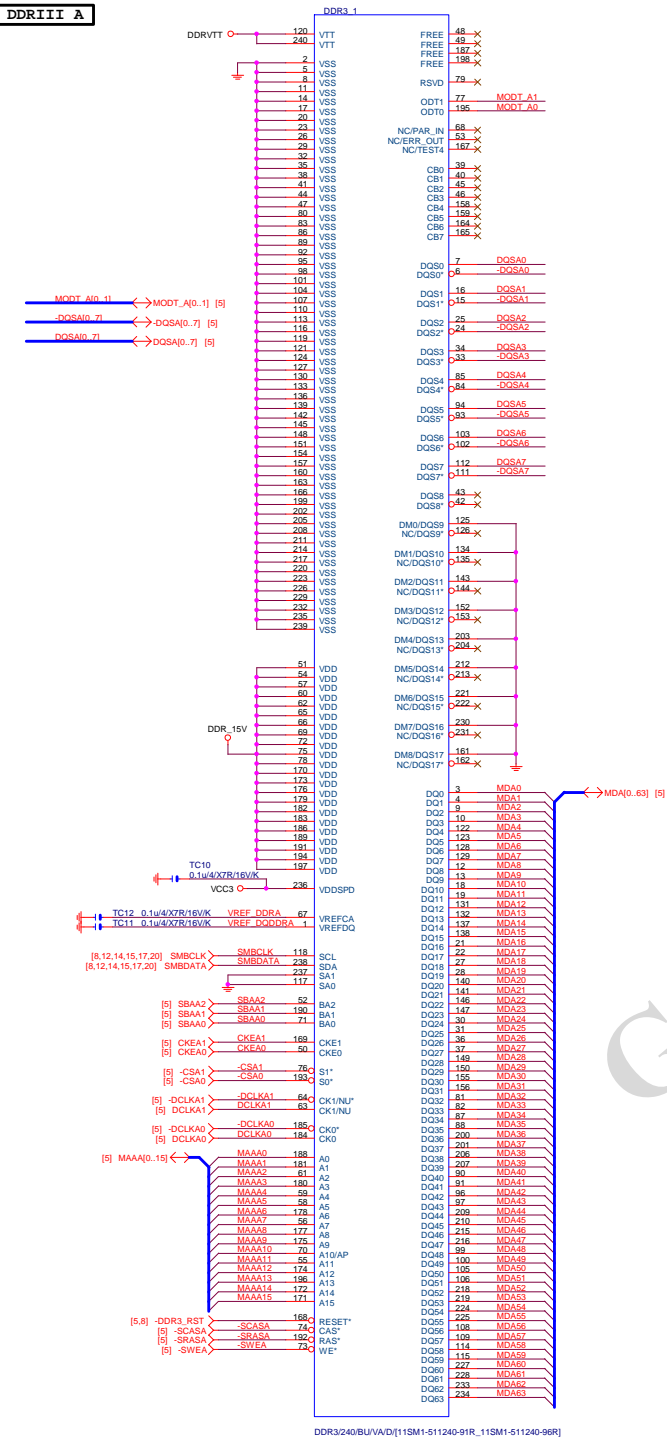 DDRIII A
DDR3_1
DDRVTT
120 VTT
240 VTT
2 VSS
5 VSS
8 VSS
11 VSS
14 VSS
17 VSS
20 VSS
23 VSS
26 VSS
29 VSS
32 VSS
35 VSS
38 VSS
41 VSS
44 VSS
47 VSS
80 VSS
83 VSS
86 VSS
89 VSS
92 VSS
95 VSS
98 VSS
101 VSS
104 VSS
107 VSS
110 VSS
113 VSS
116 VSS
119 VSS
121 VSS
124 VSS
127 VSS
130 VSS
133 VSS
136 VSS
139 VSS
142 VSS
145 VSS
148 VSS
151 VSS
154 VSS
157 VSS
160 VSS
163 VSS
166 VSS
199 VSS
202 VSS
205 VSS
208 VSS
211 VSS
214 VSS
217 VSS
220 VSS
223 VSS
226 VSS
229 VSS
232 VSS
235 VSS
239 VSS
MODT_A[0..1] MODT_A[0..1] [5]
-DQSA[0..7] -DQSA[0..7] [5]
DQSA[0..7] DQSA[0..7] [5]
DDR_15V
51 VDD
54 VDD
57 VDD
60 VDD
62 VDD
65 VDD
66 VDD
69 VDD
72 VDD
75 VDD
78 VDD
170 VDD
173 VDD
176 VDD
179 VDD
182 VDD
183 VDD
186 VDD
189 VDD
191 VDD
194 VDD
197 VDD
TC10
0.1u/4/X7R/16V/K
VCC3 236 VDDSPD
TC12 0.1u/4/X7R/16V/K VREF_DDRA 67 VREFCA
TC11 0.1u/4/X7R/16V/K VREF_DQDDRA 1 VREFDQ
[8,12,14,15,17,20] SMBCLK SMBCLK 118 SCL
[8,12,14,15,17,20] SMBDATA SMBDATA 238 SDA
237 SA1
117 SA0
[5] SBAA2 SBAA2 52 BA2
[5] SBAA1 SBAA1 190 BA1
[5] SBAA0 SBAA0 71 BA0
[5] CKEA1 CKEA1 169 CKE1
[5] CKEA0 CKEA0 50 CKE0
[5] -CSA1 -CSA1 76 S1*
[5] -CSA0 -CSA0 193 S0*
[5] -DCLKA1 -DCLKA1 64 CK1/NU*
[5] DCLKA1 DCLKA1 63 CK1/NU
[5] -DCLKA0 -DCLKA0 185 CK0*
[5] DCLKA0 DCLKA0 184 CK0
[5] MAAA[0..15]
MAAA0 188 A0
MAAA1 181 A1
MAAA2 61 A2
MAAA3 180 A3
MAAA4 59 A4
MAAA5 58 A5
MAAA6 178 A6
MAAA7 56 A7
MAAA8 177 A8
MAAA9 175 A9
MAAA10 70 A10/AP
MAAA11 55 A11
MAAA12 174 A12
MAAA13 196 A13
MAAA14 172 A14
MAAA15 171 A15
[5,8] -DDR3_RST 168 RESET*
[5] -SCASA -SCASA 74 CAS*
[5] -SRASA -SRASA 192 RAS*
[5] -SWEA -SWEA 73 WE*
FREE 48
FREE 49
FREE 187
FREE 198
RSVD 79
ODT1 77 MODT_A1
ODT0 195 MODT_A0
NC/PAR_IN 68
NC/ERR_OUT 53
NC/TEST4 167
CB0 39
CB1 40
CB2 45
CB3 46
CB4 158
CB5 159
CB6 164
CB7 165
DQS0 7 DQSA0
DQS0* 6 -DQSA0
DQS1 16 DQSA1
DQS1* 15 -DQSA1
DQS2 25 DQSA2
DQS2* 24 -DQSA2
DQS3 34 DQSA3
DQS3* 33 -DQSA3
DQS4 85 DQSA4
DQS4* 84 -DQSA4
DQS5 94 DQSA5
DQS5* 93 -DQSA5
DQS6 103 DQSA6
DQS6* 102 -DQSA6
DQS7 112 DQSA7
DQS7* 111 -DQSA7
DQS8 43
DQS8* 42
DM0/DQS9 125
NC/DQS9* 126
DM1/DQS10 134
NC/DQS10* 135
DM2/DQS11 143
NC/DQS11* 144
DM3/DQS12 152
NC/DQS12* 153
DM4/DQS13 203
NC/DQS13* 204
DM5/DQS14 212
NC/DQS14* 213
DM6/DQS15 221
NC/DQS15* 222
DM7/DQS16 230
NC/DQS16* 231
DM8/DQS17 161
NC/DQS17* 162
MDA[0..63] [5]
DQ0 3 MDA0
DQ1 4 MDA1
DQ2 9 MDA2
DQ3 10 MDA3
DQ4 122 MDA4
DQ5 123 MDA5
DQ6 128 MDA6
DQ7 129 MDA7
DQ8 12 MDA8
DQ9 13 MDA9
DQ10 18 MDA10
DQ11 19 MDA11
DQ12 131 MDA12
DQ13 132 MDA13
DQ14 137 MDA14
DQ15 138 MDA15
DQ16 21 MDA16
DQ17 22 MDA17
DQ18 27 MDA18
DQ19 28 MDA19
DQ20 140 MDA20
DQ21 141 MDA21
DQ22 146 MDA22
DQ23 147 MDA23
DQ24 30 MDA24
DQ25 31 MDA25
DQ26 36 MDA26
DQ27 37 MDA27
DQ28 149 MDA28
DQ29 150 MDA29
DQ30 155 MDA30
DQ31 156 MDA31
DQ32 81 MDA32
DQ33 82 MDA33
DQ34 87 MDA34
DQ35 88 MDA35
DQ36 200 MDA36
DQ37 201 MDA37
DQ38 206 MDA38
DQ39 207 MDA39
DQ40 90 MDA40
DQ41 91 MDA41
DQ42 96 MDA42
DQ43 97 MDA43
DQ44 209 MDA44
DQ45 210 MDA45
DQ46 215 MDA46
DQ47 216 MDA47
DQ48 99 MDA48
DQ49 100 MDA49
DQ50 105 MDA50
DQ51 106 MDA51
DQ52 218 MDA52
DQ53 219 MDA53
DQ54 224 MDA54
DQ55 225 MDA55
DQ56 108 MDA56
DQ57 109 MDA57
DQ58 114 MDA58
DQ59 115 MDA59
DQ60 227 MDA60
DQ61 228 MDA61
DQ62 233 MDA62
DQ63 234 MDA63
DDR3/240/BU/VA/D/[11SM1-511240-91R_11SM1-511240-96R]